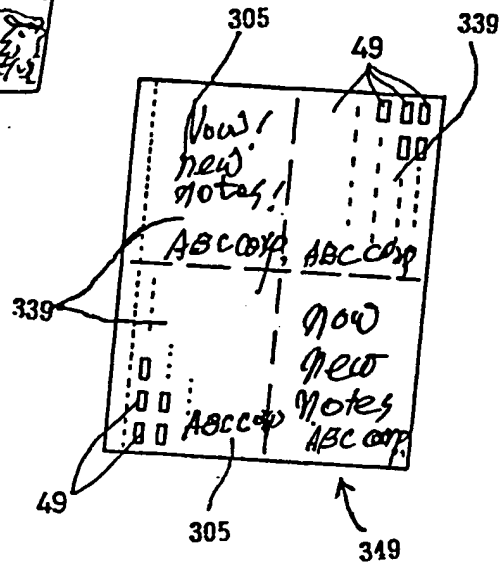 305
339
49
Now!
new!
notes!
ABC corp,
ABC corp
339
now
new
Notes
ABC corp,
ABC Corp
49
305
349